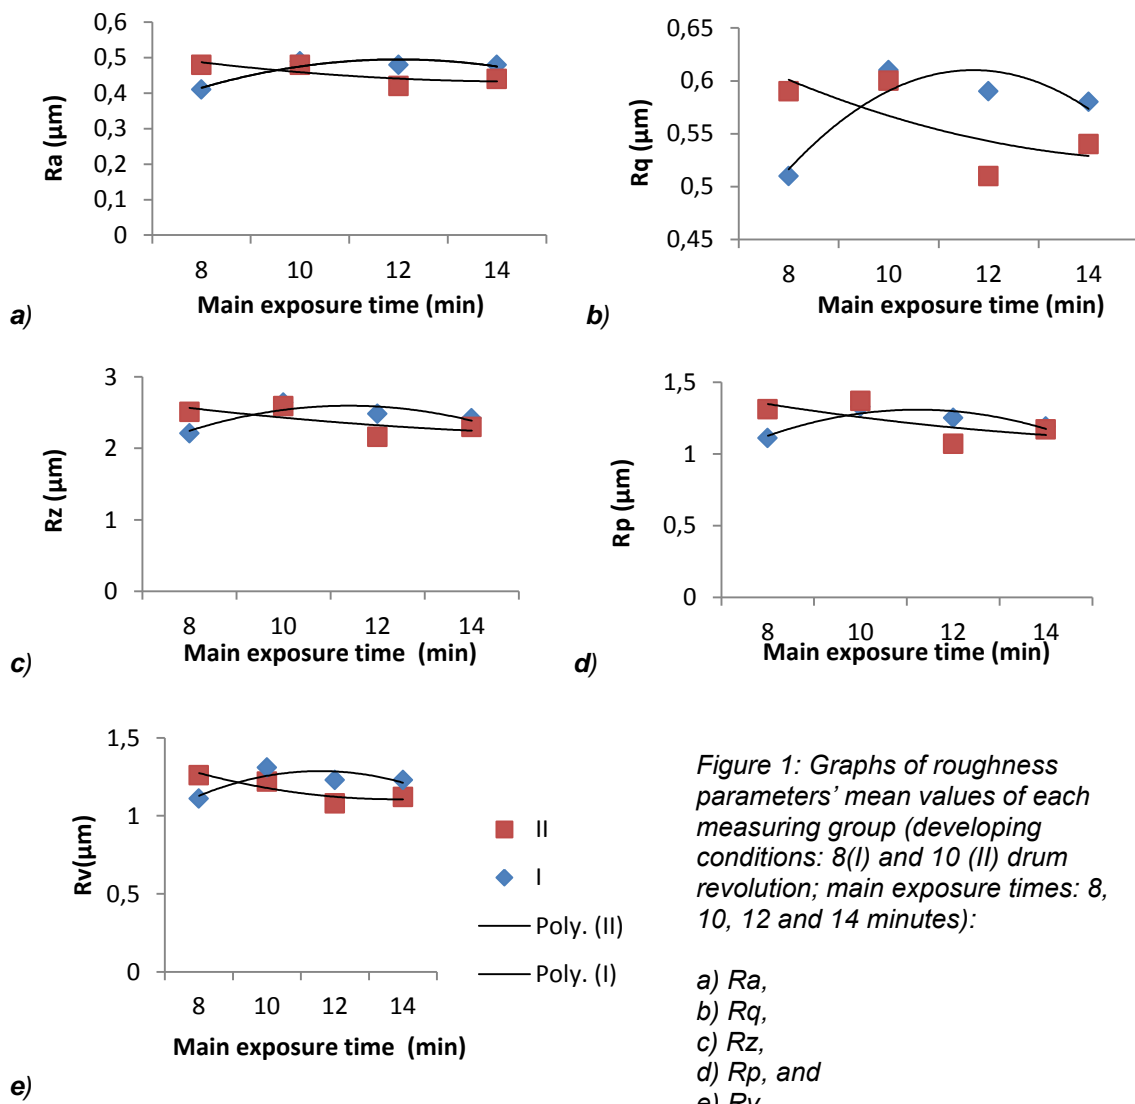 0,6
0,5
0,4
0,3
0,2
0,1
0
Ra (µm)
8 10 12 14
Main exposure time (min)
a)
0,65
0,6
0,55
0,5
0,45
Rq (µm)
8 10 12 14
Main exposure time (min)
b)
3
2
1
0
Rz (µm)
8 10 12 14
Main exposure time (min)
c)
1,5
1
0,5
0
Rp (µm)
8 10 12 14
Main exposure time (min)
d)
1,5
1
0,5
0
Rv(µm)
8 10 12 14
Main exposure time (min)
e)
II
I
Poly. (II)
Poly. (I)
Figure 1: Graphs of roughness
parameters’ mean values of each
measuring group (developing
conditions: 8(I) and 10 (II) drum
revolution; main exposure times: 8,
10, 12 and 14 minutes):
a) Ra,
b) Rq,
c) Rz,
d) Rp, and
e) Rv